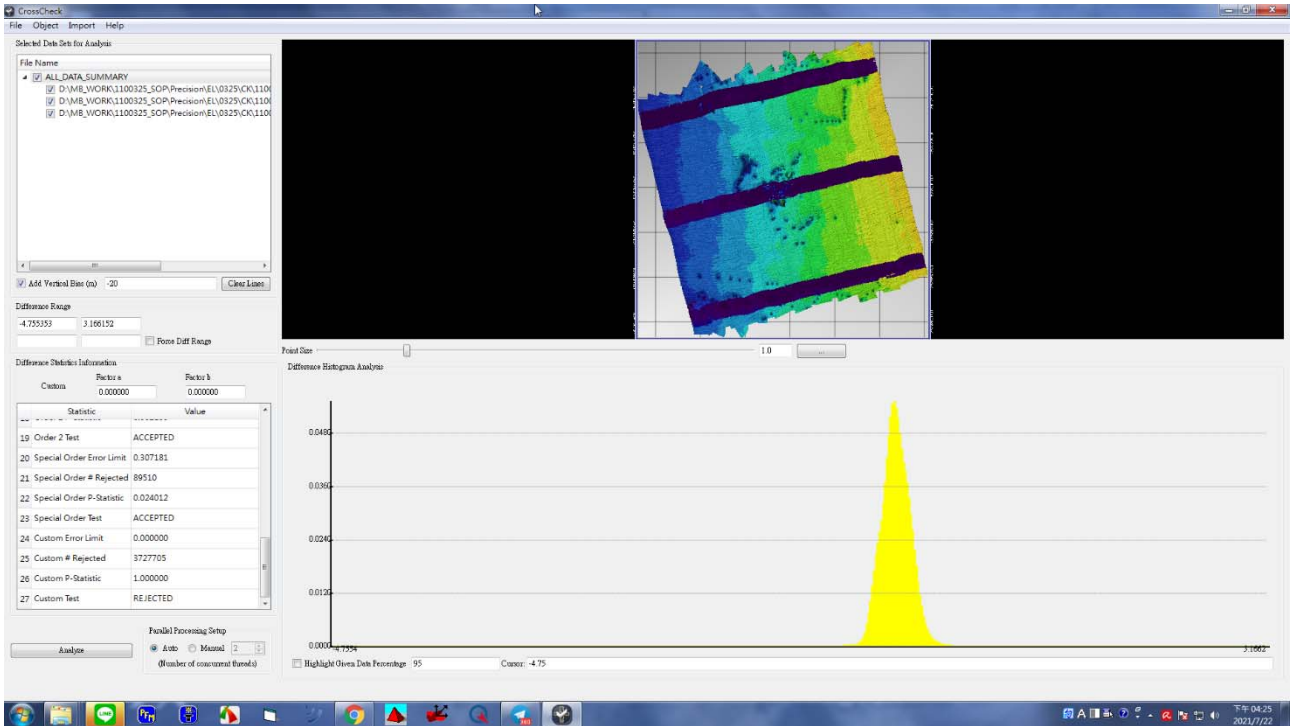 CrossCheck
File Object Import Help
Selected Data Sets for Analysis
File Name
ALL_DATA_SUMMARY
D:\MB_WORK\1100325_SOP\Precision\EL\0325\CK\1100
D:\MB_WORK\1100325_SOP\Precision\EL\0325\CK\1100
D:\MB_WORK\1100325_SOP\Precision\EL\0325\CK\1100
Add Vertical Bias (m) -20 Clear Lines
Difference Range
-4.755353 3.166152
Force Diff Range
Point Size 1.0 ...
Difference Statistics Information
Difference Histogram Analysis
Custom Factor a Factor b
0.000000 0.000000
Statistic Value
19 Order 2 Test ACCEPTED
20 Special Order Error Limit 0.307181
21 Special Order # Rejected 89510
22 Special Order P-Statistic 0.024012
23 Special Order Test ACCEPTED
24 Custom Error Limit 0.000000
25 Custom # Rejected 3727705
26 Custom P-Statistic 1.000000
27 Custom Test REJECTED
0.0480
0.0360
0.0240
0.0120
0.0000
-4.7554 3.1662
Parallel Processing Setup
Analyze Auto Manual 2
(Number of concurrent threads)
Highlight Given Data Percentage 95 Cursor: -4.75
LINE
PFM
360
A
下午 04:25
2021/7/22